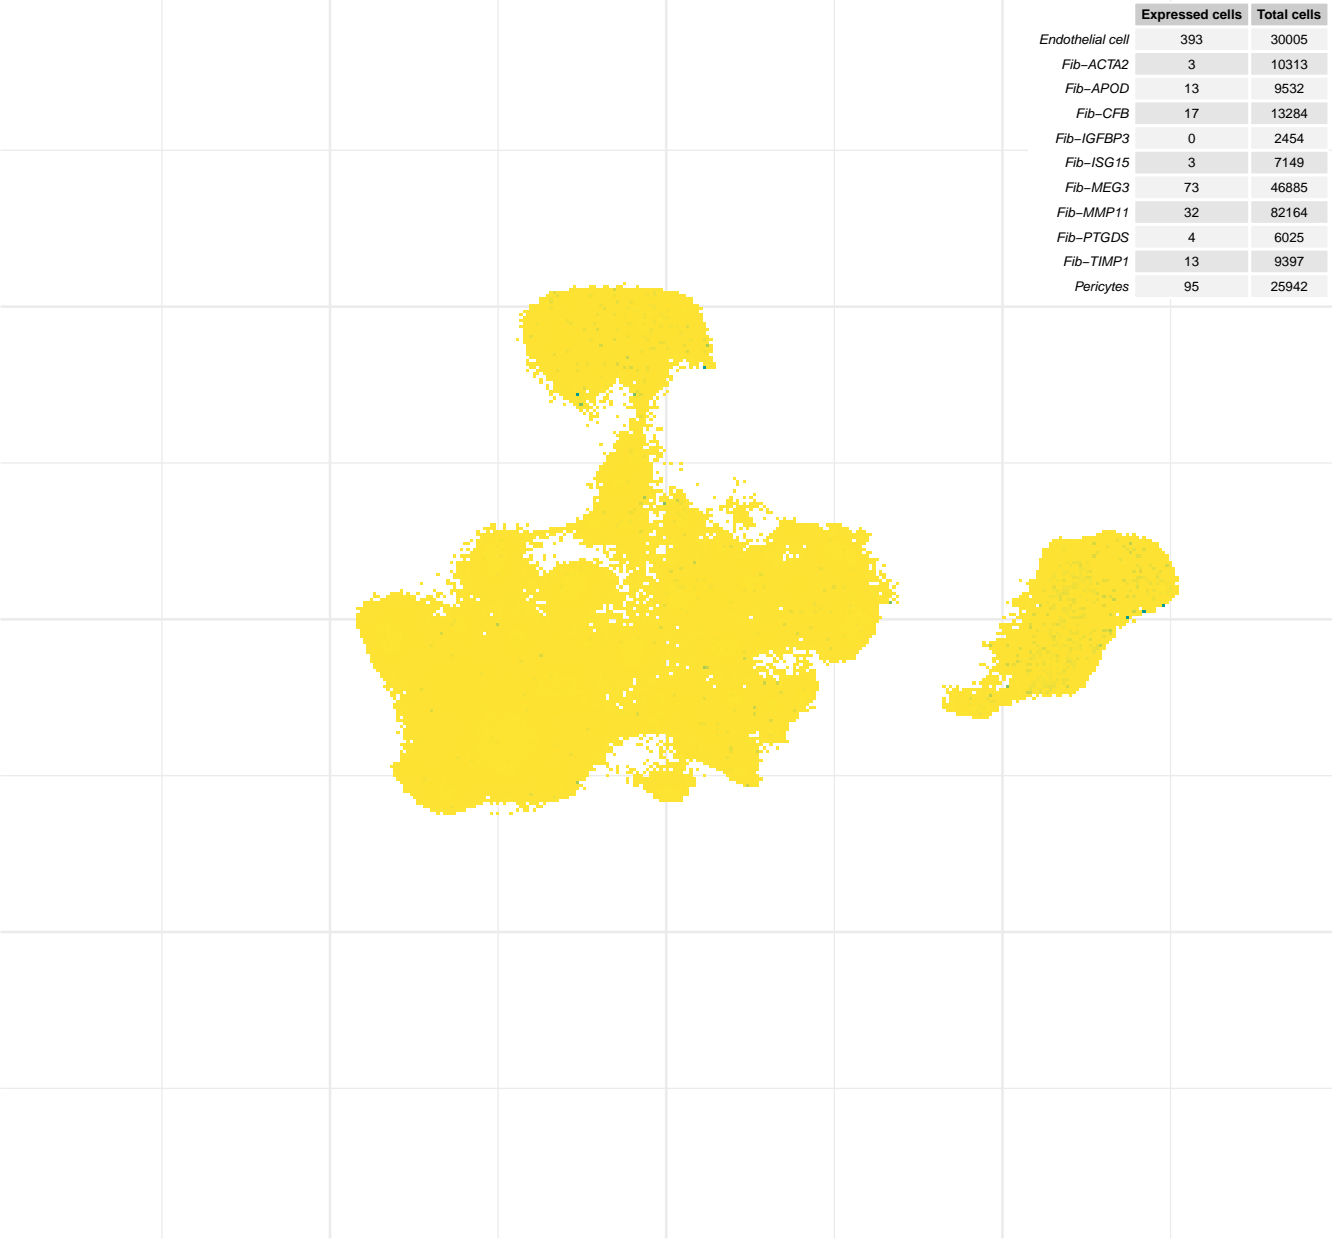 Expressed cells Total cells
Endothelial cell 393 30005
Fib−ACTA2 3 10313
Fib−APOD 13 9532
Fib−CFB 17 13284
Fib−IGFBP3 0 2454
Fib−ISG15 3 7149
Fib−MEG3 73 46885
Fib−MMP11 32 82164
Fib−PTGDS 4 6025
Fib−TIMP1 13 9397
Pericytes 95 25942